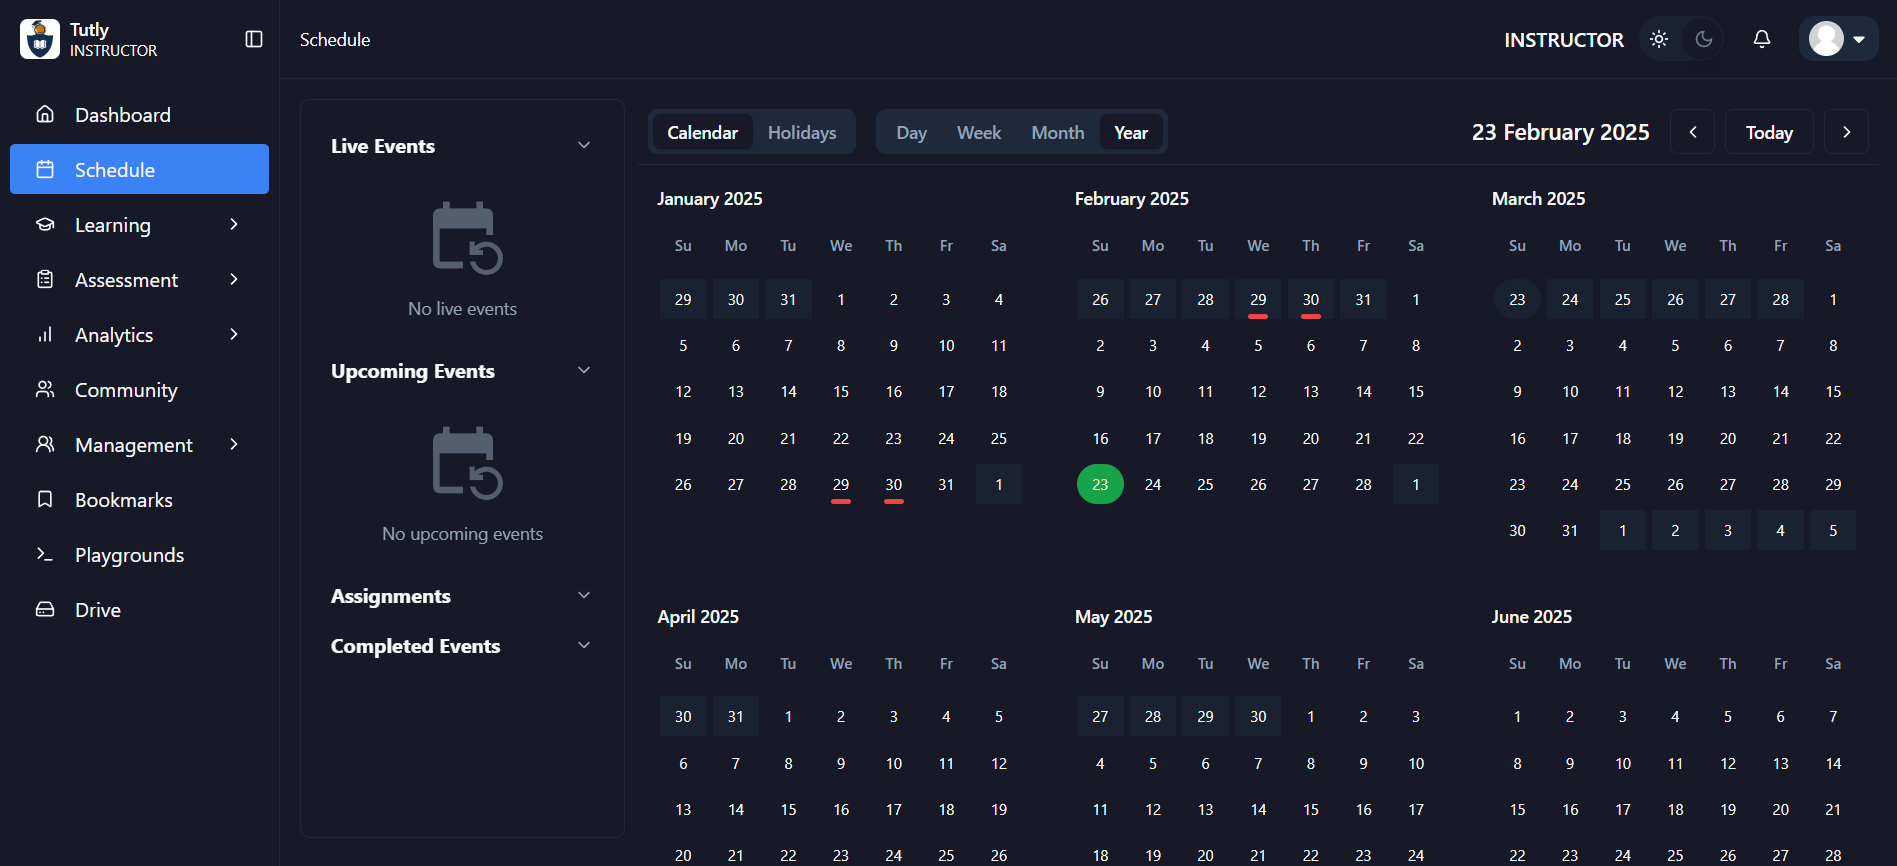 Tutly
INSTRUCTOR
Schedule
INSTRUCTOR
Dashboard
Schedule
Learning
Assessment
Analytics
Community
Management
Bookmarks
Playgrounds
Drive
Live Events
No live events
Upcoming Events
No upcoming events
Assignments
Completed Events
Calendar Holidays
Day Week Month Year
23 February 2025
Today
January 2025
Su Mo Tu We Th Fr Sa
29 30 31 1 2 3 4
5 6 7 8 9 10 11
12 13 14 15 16 17 18
19 20 21 22 23 24 25
26 27 28 29 30 31 1
February 2025
Su Mo Tu We Th Fr Sa
26 27 28 29 30 31 1
2 3 4 5 6 7 8
9 10 11 12 13 14 15
16 17 18 19 20 21 22
23 24 25 26 27 28 1
March 2025
Su Mo Tu We Th Fr Sa
23 24 25 26 27 28 1
2 3 4 5 6 7 8
9 10 11 12 13 14 15
16 17 18 19 20 21 22
23 24 25 26 27 28 29
30 31 1 2 3 4 5
April 2025
Su Mo Tu We Th Fr Sa
30 31 1 2 3 4 5
6 7 8 9 10 11 12
13 14 15 16 17 18 19
20 21 22 23 24 25 26
May 2025
Su Mo Tu We Th Fr Sa
27 28 29 30 1 2 3
4 5 6 7 8 9 10
11 12 13 14 15 16 17
18 19 20 21 22 23 24
June 2025
Su Mo Tu We Th Fr Sa
1 2 3 4 5 6 7
8 9 10 11 12 13 14
15 16 17 18 19 20 21
22 23 24 25 26 27 28